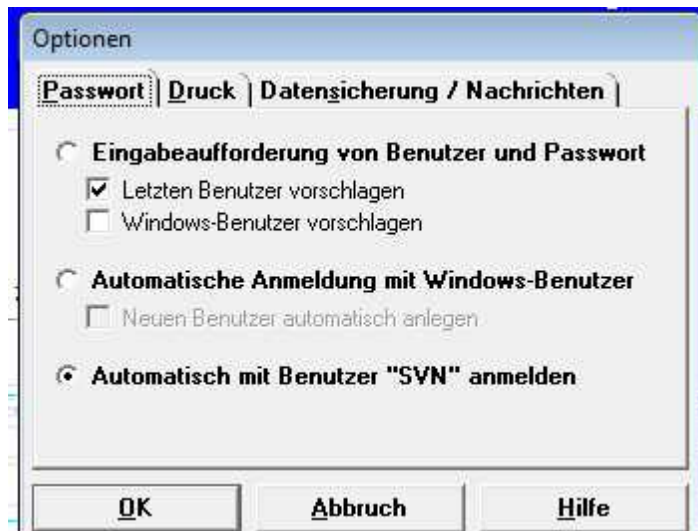 Optionen
Passwort Druck Datensicherung / Nachrichten
Eingabeaufforderung von Benutzer und Passwort
Letzten Benutzer vorschlagen
Windows-Benutzer vorschlagen
Automatische Anmeldung mit Windows-Benutzer
Neuen Benutzer automatisch anlegen
Automatisch mit Benutzer "SVN" anmelden
OK Abbruch Hilfe